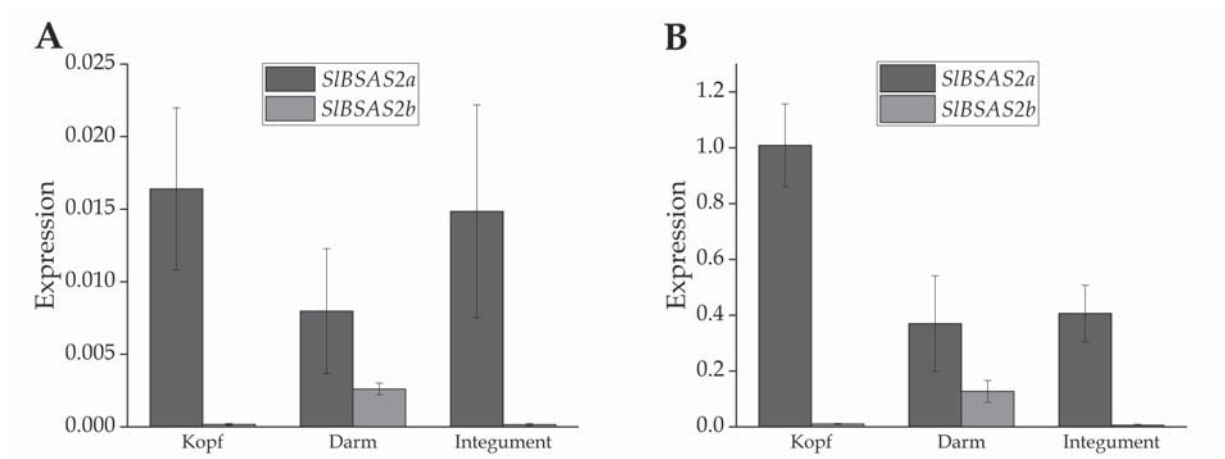 A
SlBSAS2a
SlBSAS2b
0.025
0.020
0.015
0.010
0.005
0.000
Expression
Kopf Darm Integument
B
SlBSAS2a
SlBSAS2b
1.2
1.0
0.8
0.6
0.4
0.2
0.0
Expression
Kopf Darm Integument